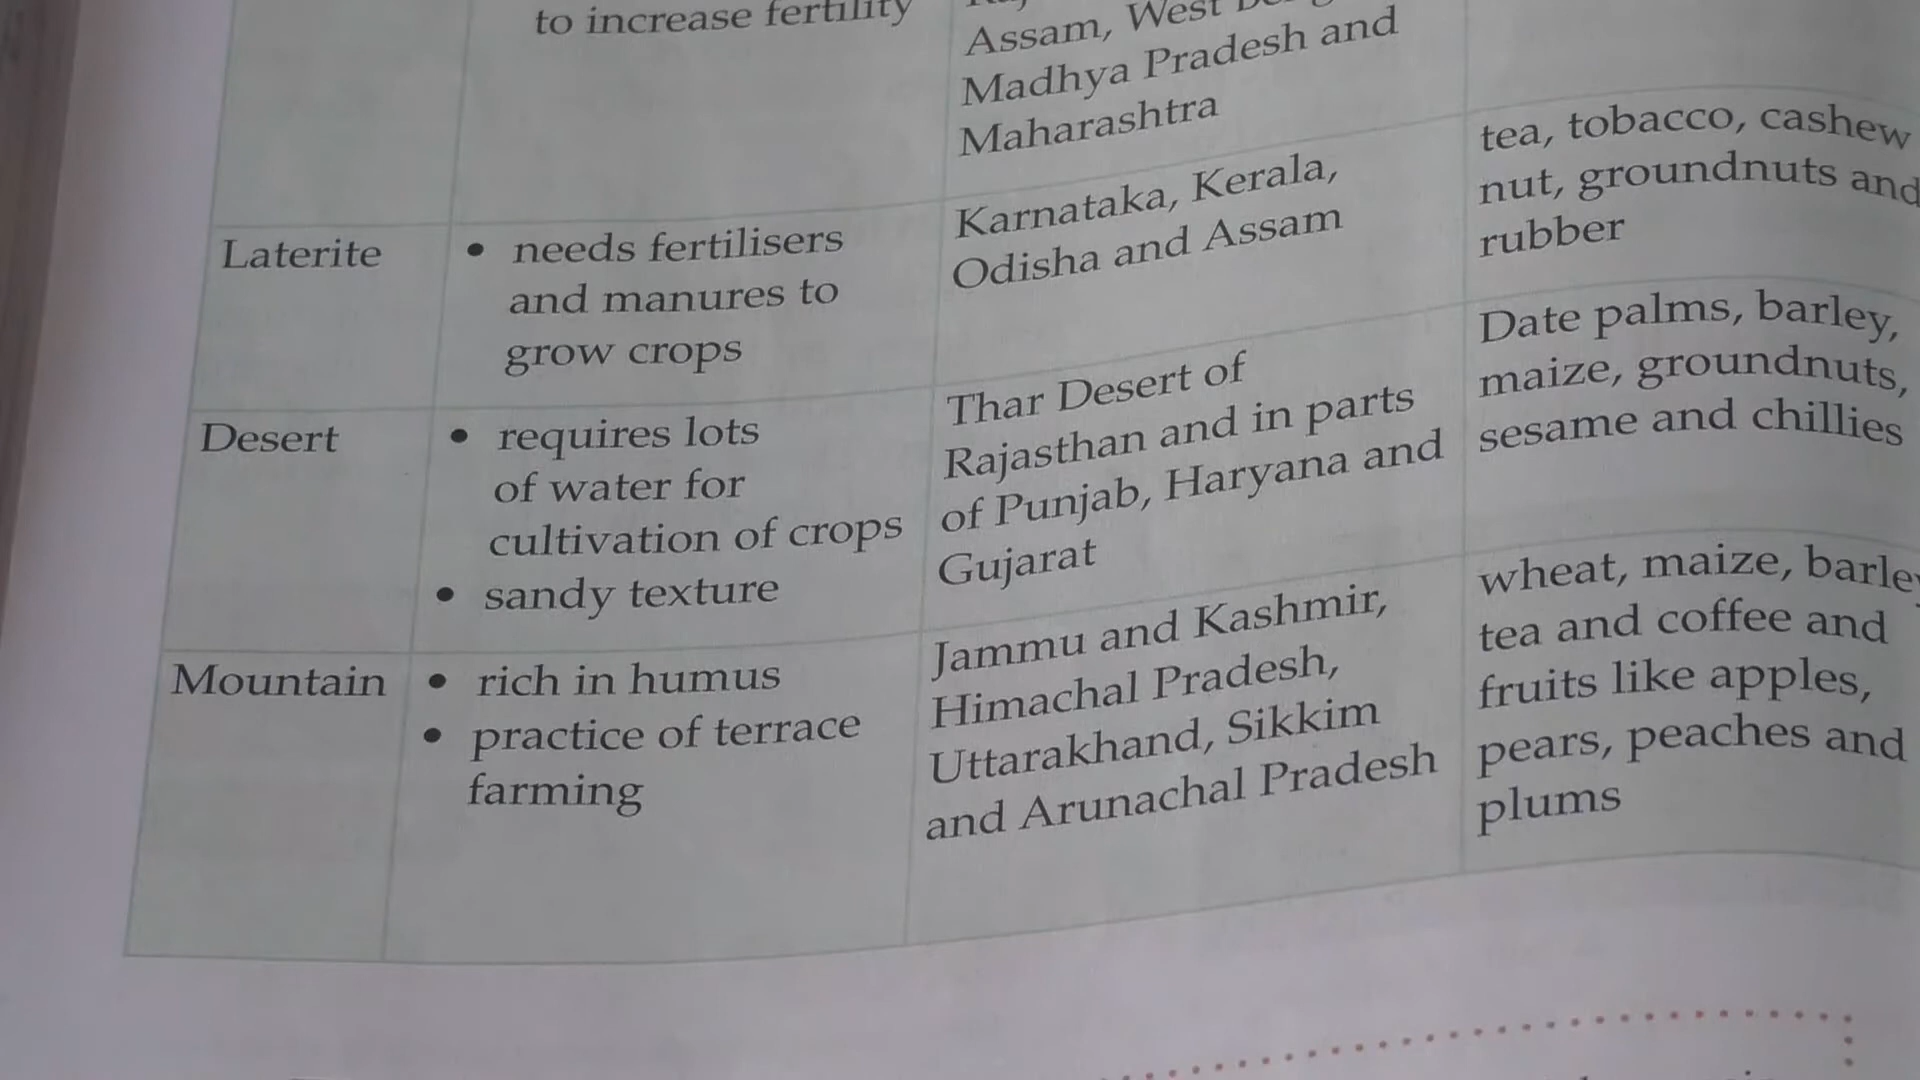 to increase fertility
Assam, West
Madhya Pradesh and
Maharashtra
Laterite
• needs fertilisers
and manures to
grow crops
Karnataka, Kerala,
Odisha and Assam
tea, tobacco, cashew
nut, groundnuts and
rubber
Desert
• requires lots
of water for
cultivation of crops
• sandy texture
Thar Desert of
Rajasthan and in parts
of Punjab, Haryana and
Gujarat
Date palms, barley,
maize, groundnuts,
sesame and chillies
Mountain
• rich in humus
• practice of terrace
farming
Jammu and Kashmir,
Himachal Pradesh,
Uttarakhand, Sikkim
and Arunachal Pradesh
wheat, maize, barley
tea and coffee and
fruits like apples,
pears, peaches and
plums